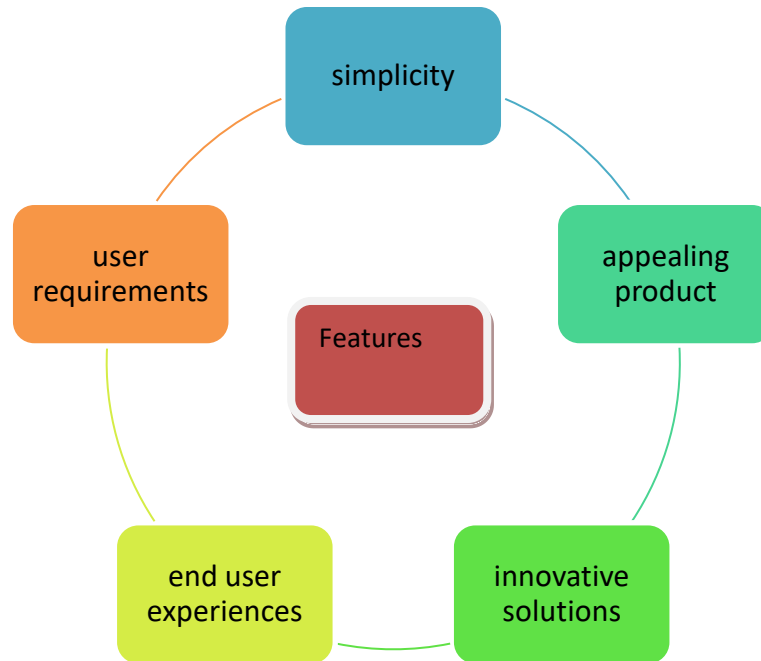 simplicity
appealing
product
innovative
solutions
end user
experiences
user
requirements
Features